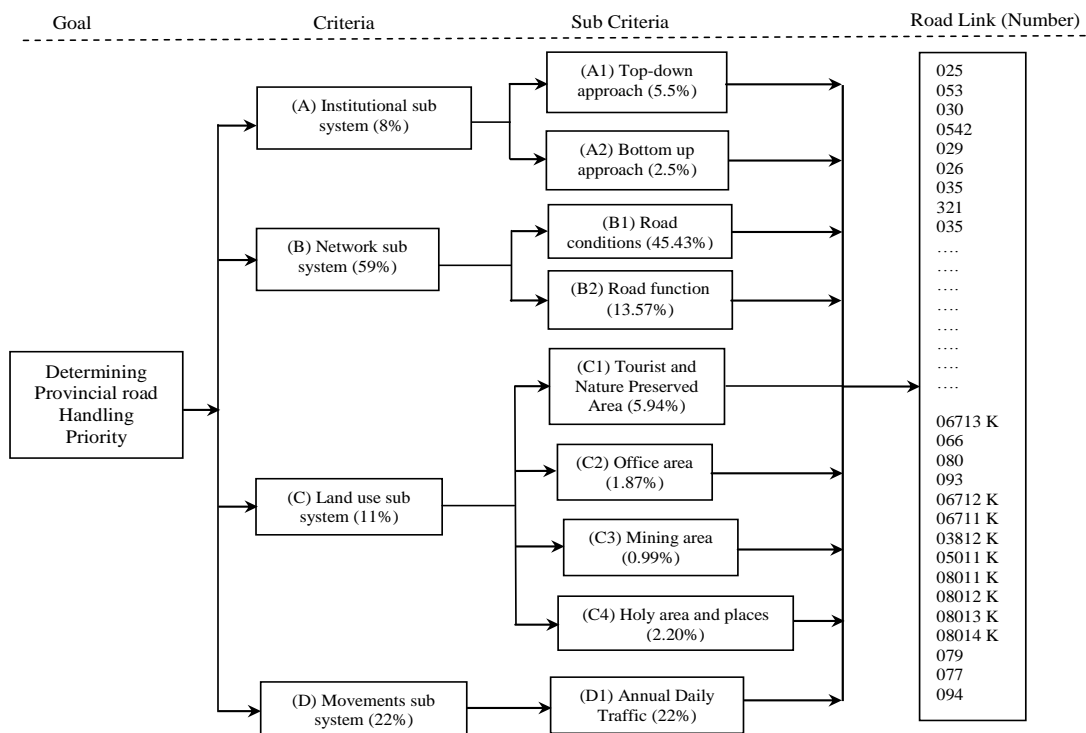 Goal
Criteria
Sub Criteria
Road Link (Number)
Determining
Provincial road
Handling
Priority
(A) Institutional sub
system (8%)
(B) Network sub
system (59%)
(C) Land use sub
system (11%)
(D) Movements sub
system (22%)
(A1) Top-down
approach (5.5%)
(A2) Bottom up
approach (2.5%)
(B1) Road
conditions (45.43%)
(B2) Road function
(13.57%)
(C1) Tourist and
Nature Preserved
Area (5.94%)
(C2) Office area
(1.87%)
(C3) Mining area
(0.99%)
(C4) Holy area and places
(2.20%)
(D1) Annual Daily
Traffic (22%)
025
053
030
0542
029
026
035
321
035
....
....
....
....
....
....
....
06713 K
066
080
093
06712 K
06711 K
03812 K
05011 K
08011 K
08012 K
08013 K
08014 K
079
077
094